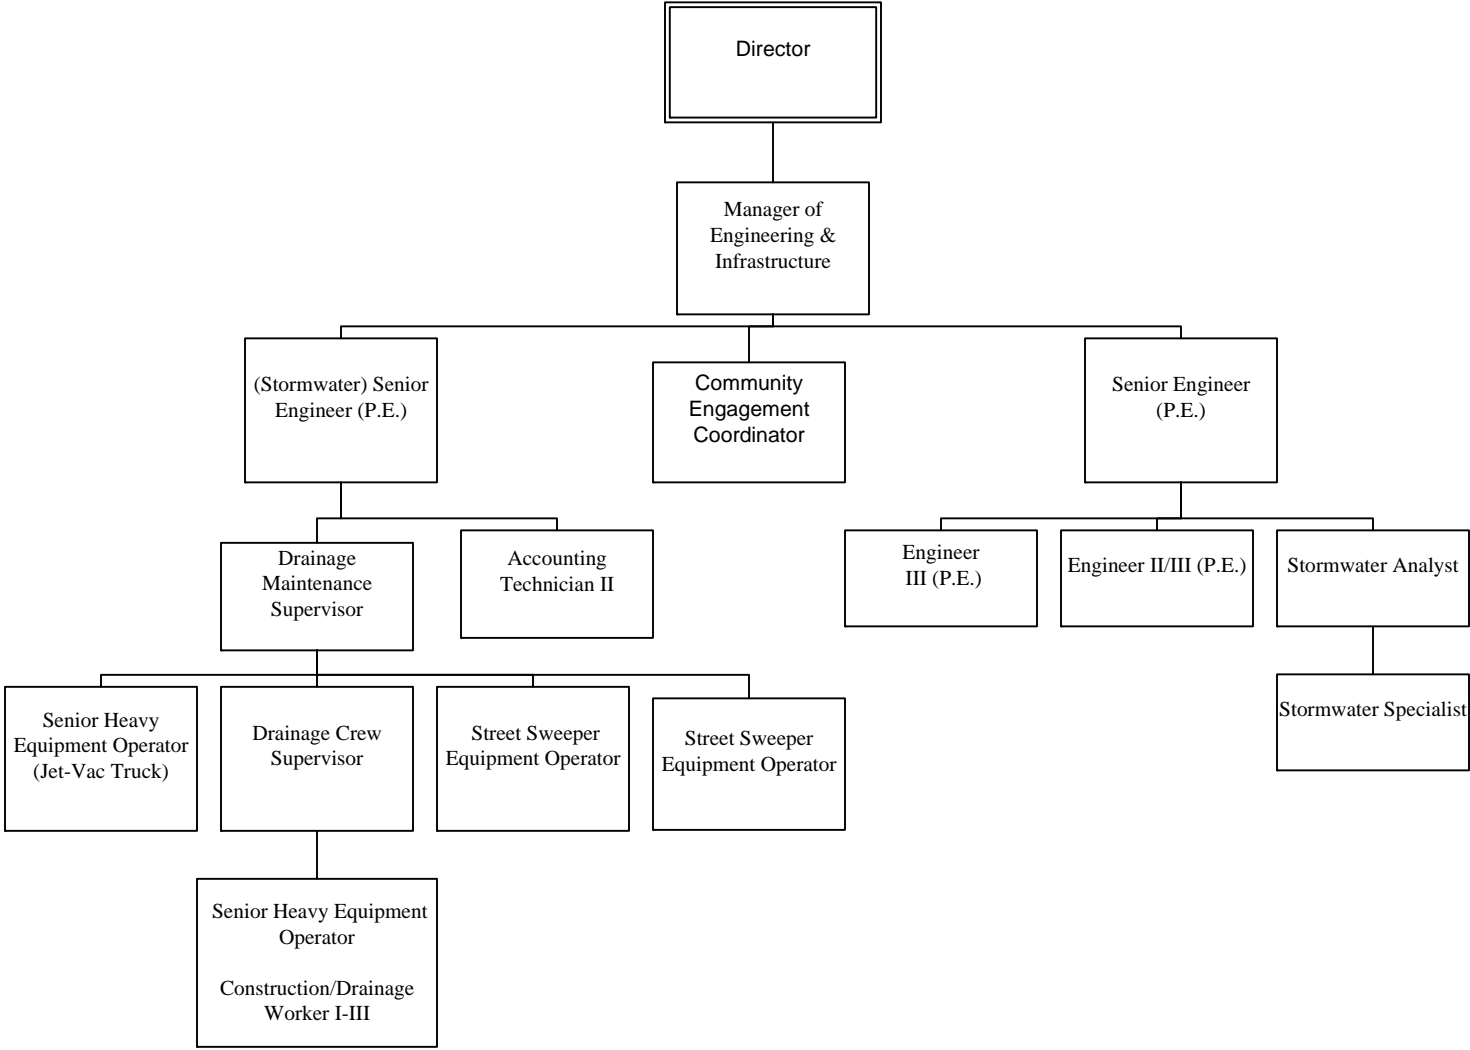 Director
Manager of
Engineering &
Infrastructure
(Stormwater) Senior
Engineer (P.E.)
Community
Engagement
Coordinator
Senior Engineer
(P.E.)
Drainage
Maintenance
Supervisor
Accounting
Technician II
Engineer
III (P.E.)
Engineer II/III (P.E.)
Stormwater Analyst
Senior Heavy
Equipment Operator
(Jet-Vac Truck)
Drainage Crew
Supervisor
Street Sweeper
Equipment Operator
Street Sweeper
Equipment Operator
Stormwater Specialist
Senior Heavy Equipment
Operator
Construction/Drainage
Worker I-III